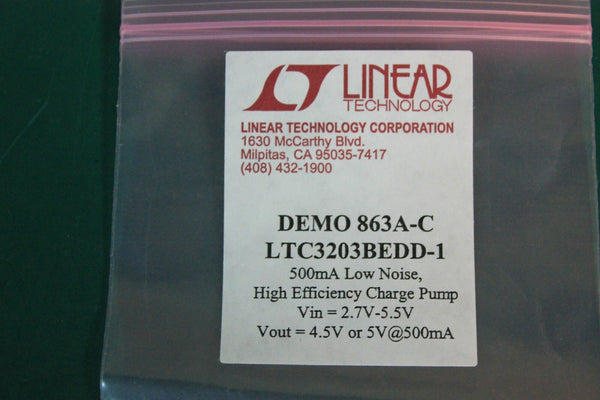 LINEAR
TECHNOLOGY
LINEAR TECHNOLOGY CORPORATION
1630 McCarthy Blvd.
Milpitas, CA 95035-7417
(408) 432-1900
DEMO 863A-C
LTC3203BEDD-1
500mA Low Noise,
High Efficiency Charge Pump
Vin = 2.7V-5.5V
Vout = 4.5V or 5V@500mA